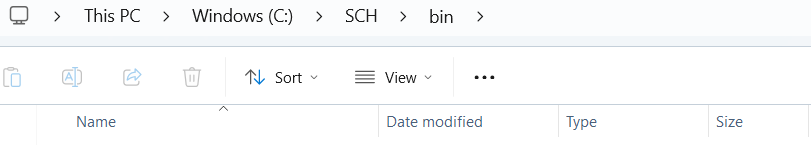 This PC > Windows (C:) > SCH > bin >
Sort View ...
Name Date modified Type Size